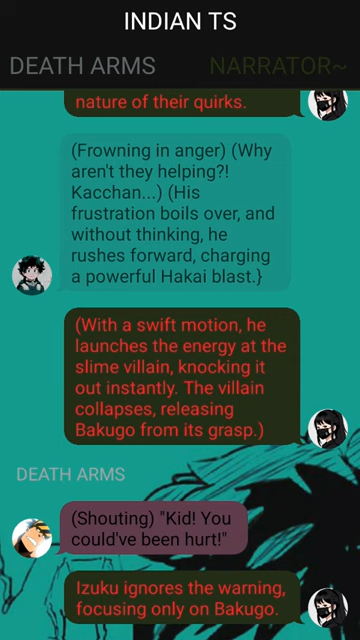 INDIAN TS
DEATH ARMS
NARRATOR~
nature of their quirks.
(Frowning in anger) (Why
aren't they helping?!
Kacchan...) (His
frustration boils over, and
without thinking, he
rushes forward, charging
a powerful Hakai blast.}
(With a swift motion, he
launches the energy at the
slime villain, knocking it
out instantly. The villain
collapses, releasing
Bakugo from its grasp.)
DEATH ARMS
(Shouting) "Kid! You
could've been hurt!"
Izuku ignores the warning,
focusing only on Bakugo.